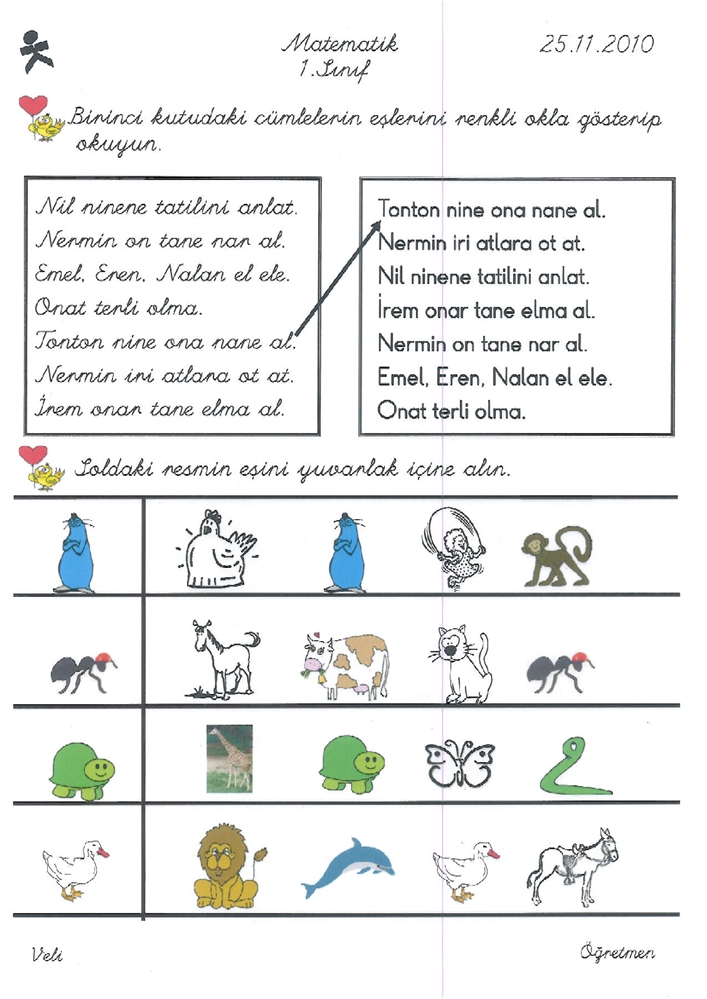 Matematik
25.11.2010
1.Sınıf
Birinci kutudaki cümlelerin eşlerini renkli okla gösterip
okuyun.
Nil ninene tatilini anlat.
Nermin on tane nar al.
Emel, Eren, Nalan el ele.
Onat terli olma.
Tonton nine ona nane al.
Nermin iri atlara ot at.
İrem onar tane elma al.
Tonton nine ona nane al.
Nermin iri atlara ot at.
Nil ninene tatilini anlat.
İrem onar tane elma al.
Nermin on tane nar al.
Emel, Eren, Nalan el ele.
Onat terli olma.
Soldaki resmin eşini yuvarlak içine alın.
Veli
Öğretmen